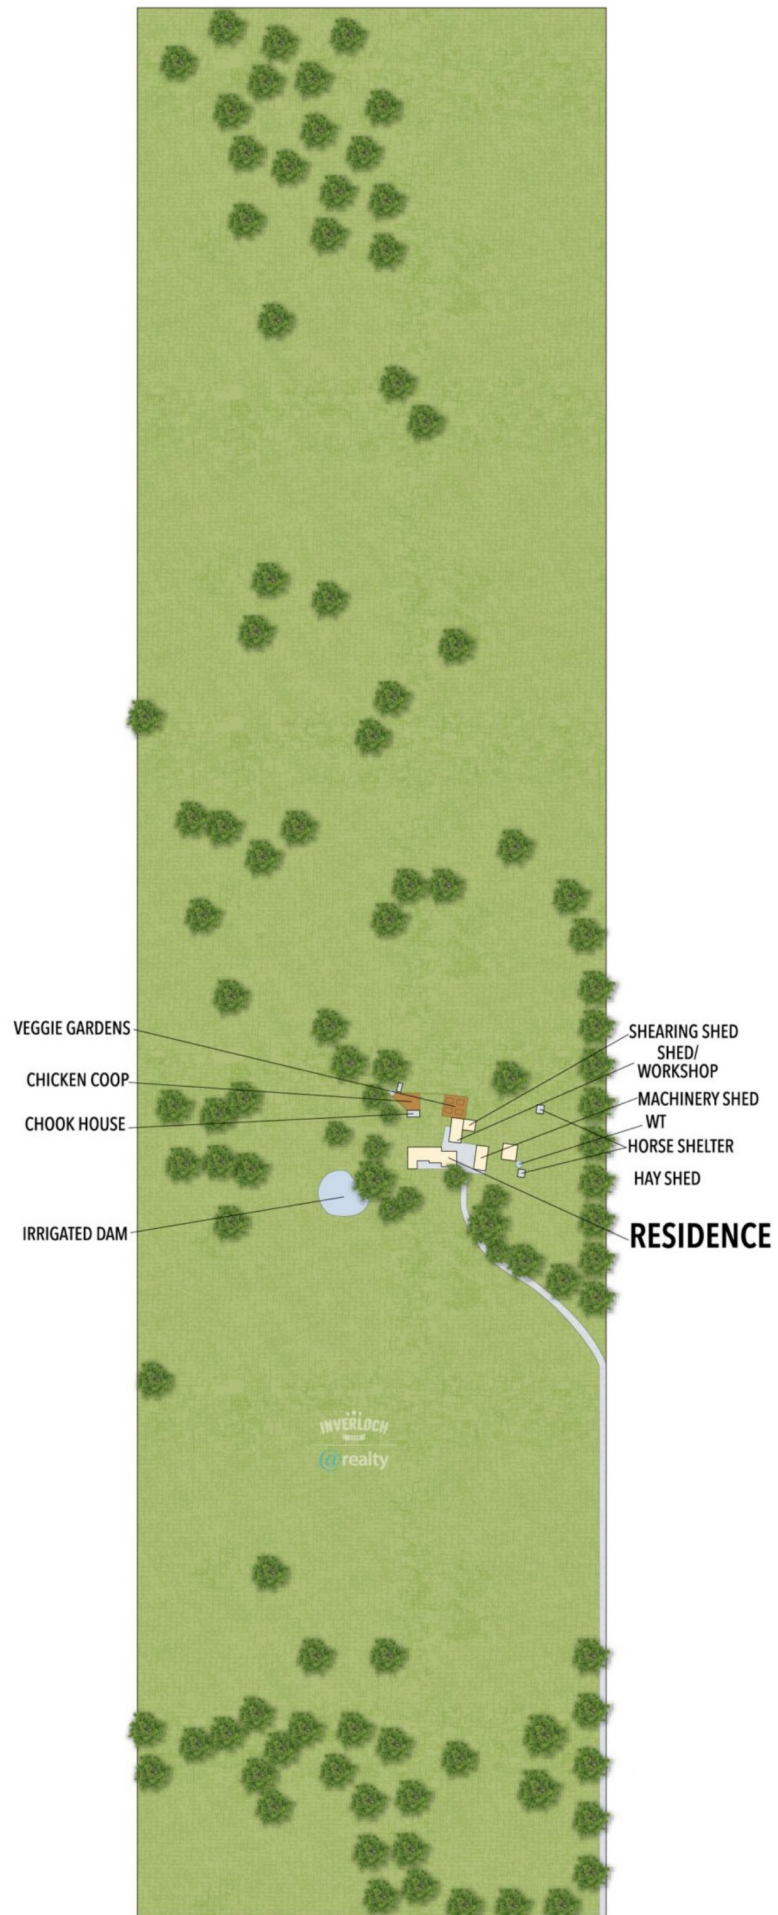 VEGGIE GARDENS
CHICKEN COOP
CHOOK HOUSE
IRRIGATED DAM
SHEARING SHED
SHED/
WORKSHOP
MACHINERY SHED
WT
HORSE SHELTER
HAY SHED
RESIDENCE
INVERLOCH
@realty